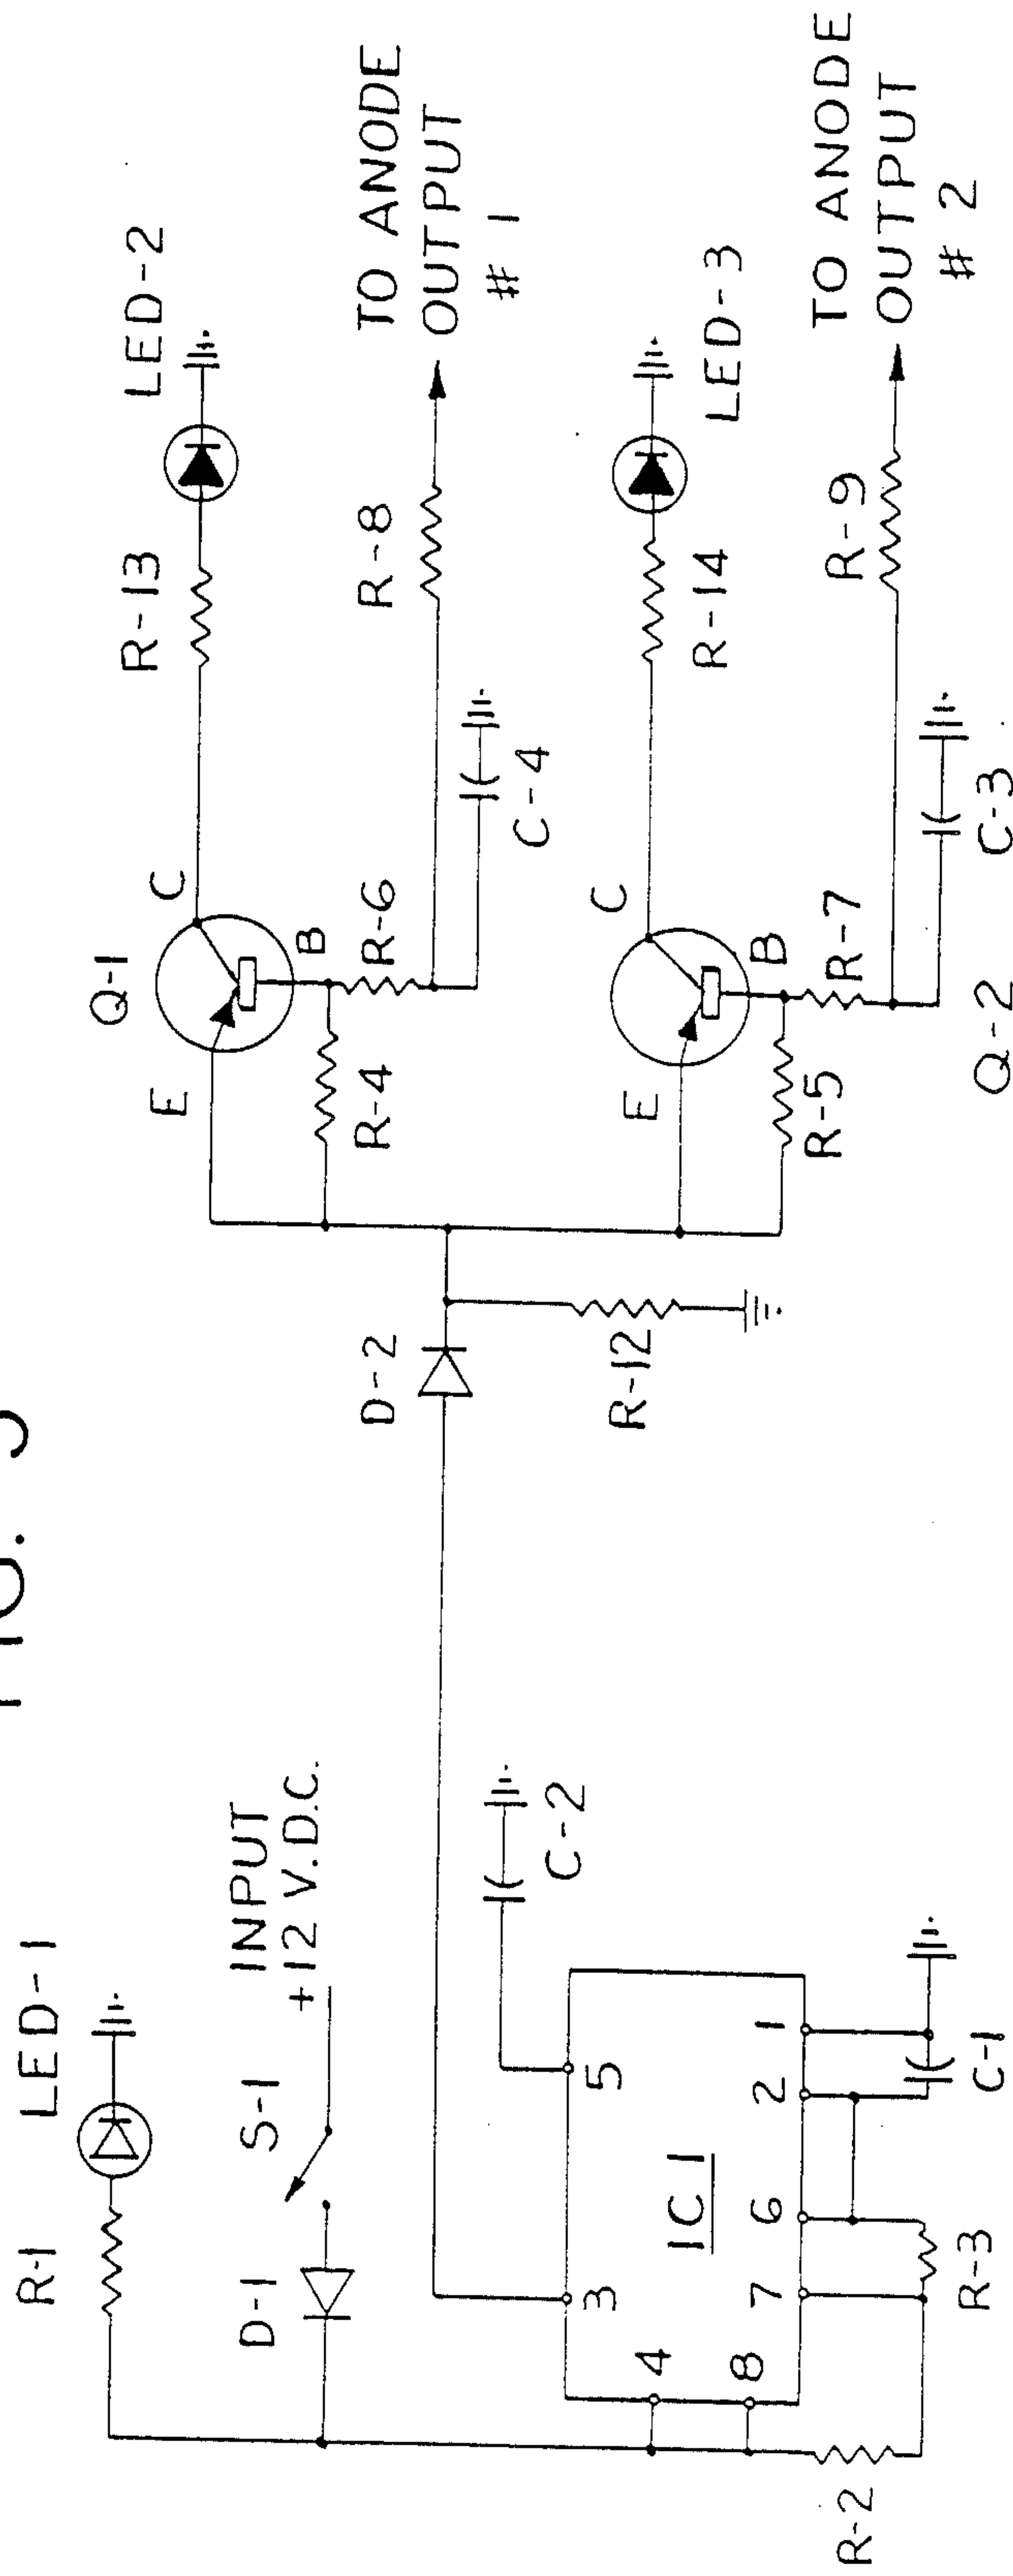 R-1
LED-1
D-1
S-1
INPUT
+12 V.D.C.
3
5
C-2
4
8
IC 1
7
6
2
1
R-2
R-3
C-1
D-2
R-12
Q-1
E
C
B
R-4
R-6
R-13
LED-2
R-8
C-4
TO ANODE
OUTPUT
# 1
E
C
B
R-5
R-7
Q-2
R-14
LED-3
R-9
C-3
TO ANODE
OUTPUT
# 2